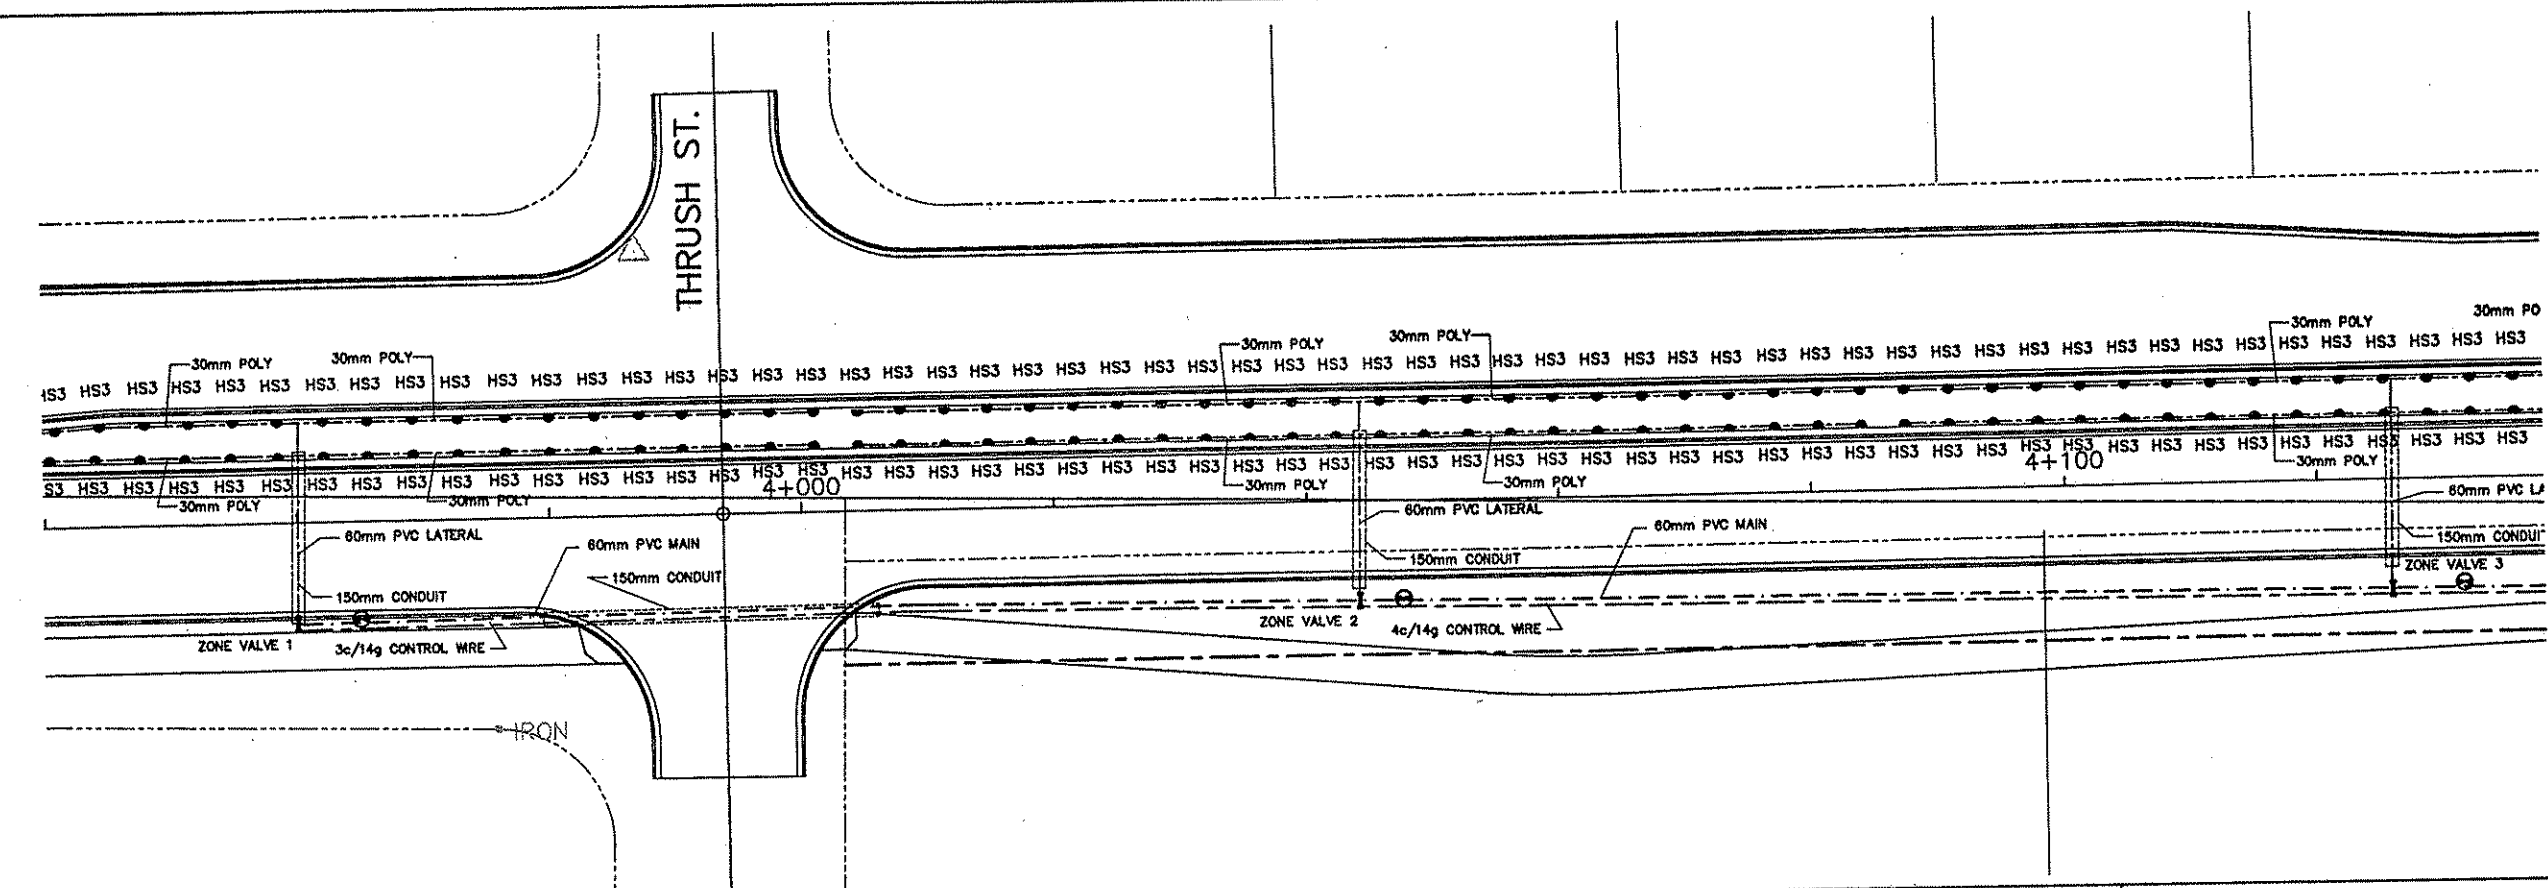 THRUSH ST.
30mm POLY
30mm POLY
30mm POLY
30mm POLY
30mm POLY
30mm PO
HS3 HS3 HS3 HS3 HS3 HS3 HS3 HS3 HS3 HS3 HS3 HS3 HS3 HS3 HS3 HS3 HS3 HS3 HS3 HS3 HS3 HS3 HS3 HS3 HS3 HS3 HS3 HS3 HS3 HS3 HS3 HS3 HS3 HS3 HS3 HS3 HS3 HS3 HS3 HS3 HS3 HS3 HS3 HS3 HS3 HS3 HS3 HS3 HS3 HS3 HS3 HS3 HS3 HS3 HS3 HS3 HS3
S3 HS3 HS3 HS3 HS3 HS3 HS3 HS3 HS3 HS3 HS3 HS3 HS3 HS3 HS3 HS3 HS3 HS3 HS3 HS3 HS3 HS3 HS3 HS3 HS3 HS3 HS3 HS3 HS3 HS3 HS3 HS3 HS3 HS3 HS3 HS3 HS3 HS3 HS3 HS3 HS3 HS3 HS3 HS3 HS3 HS3 HS3 HS3 HS3 HS3 HS3 HS3 HS3 HS3 HS3 HS3 HS3
4+000
4+100
30mm POLY
30mm POLY
30mm POLY
30mm POLY
30mm POLY
60mm PVC LATERAL
60mm PVC MAIN
150mm CONDUIT
150mm CONDUIT
60mm PVC LATERAL
150mm CONDUIT
60mm PVC MAIN
60mm PVC LA
150mm CONDUI
ZONE VALVE 1
3c/14g CONTROL WIRE
ZONE VALVE 2
4c/14g CONTROL WIRE
ZONE VALVE 3
IRON